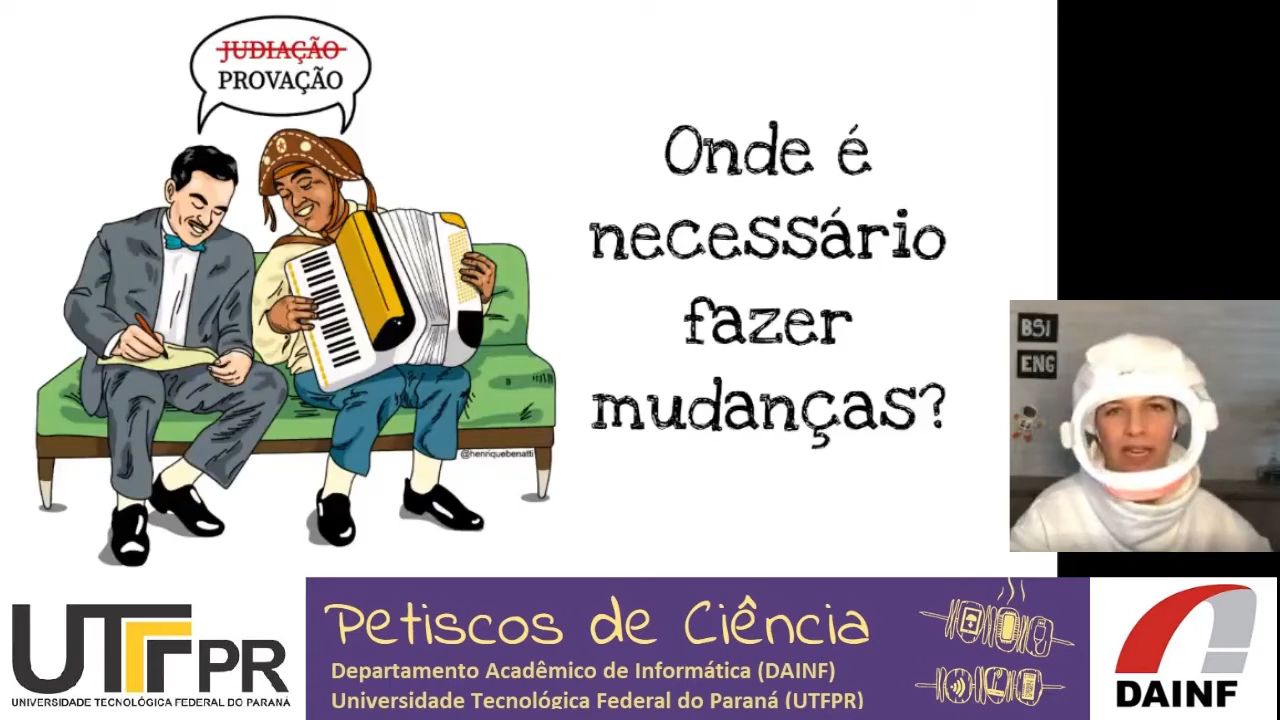 JUDIAÇÃO
PROVAÇÃO
Onde é
necessário
fazer
mudanças?
@henriquebenatti
BSI
ENG
UTFPR
UNIVERSIDADE TECNOLÓGICA FEDERAL DO PARANÁ
Petiscos de Ciência
Departamento Acadêmico de Informática (DAINF)
Universidade Tecnológica Federal do Paraná (UTFPR)
DAINF